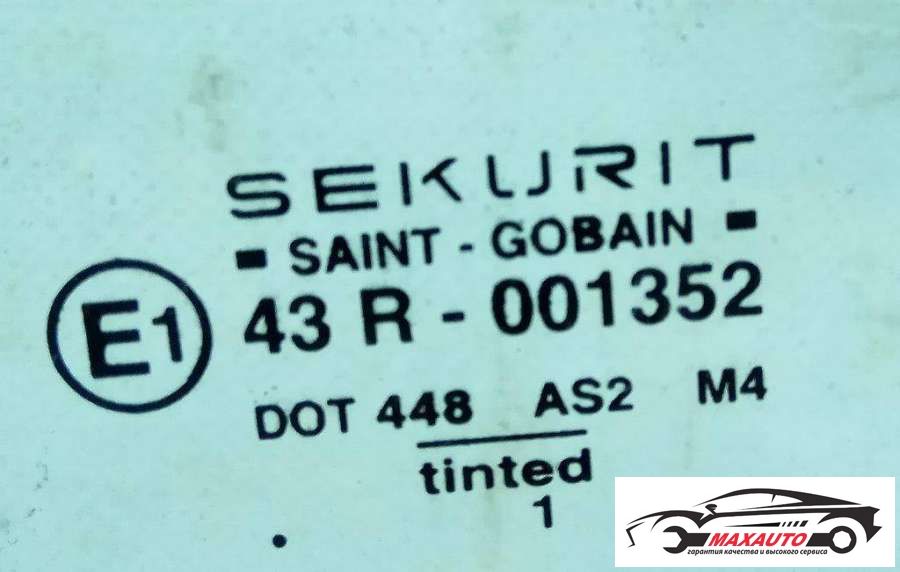 SEKURIT
SAINT - GOBAIN
E1
43 R - 001352
DOT 448 AS2 M4
tinted
1
MAXAUTO
гарантия качества и высокого сервиса